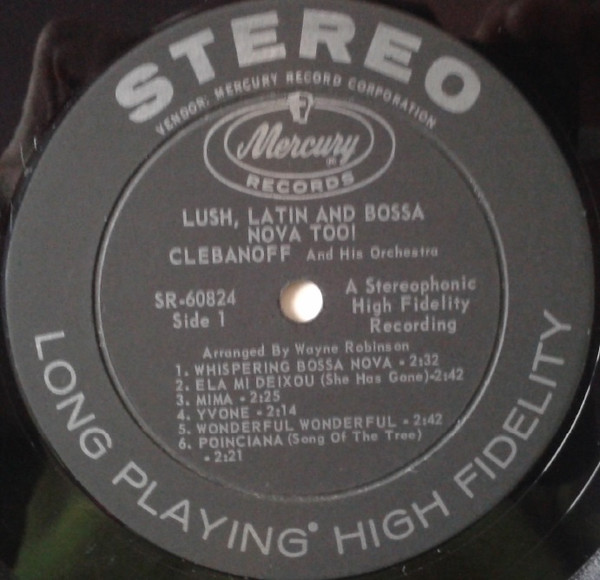 STEREO
VENDOR: MERCURY RECORD CORPORATION
Mercury
RECORDS
LUSH, LATIN AND BOSSA
NOVA TOO!
CLEBANOFF And His Orchestra
SR-60824
Side 1
A Stereophonic
High Fidelity
Recording
Arranged By Wayne Robinson
1. WHISPERING BOSSA NOVA - 2:32
2. ELA MI DEIXOU (She Has Gone)-2:42
3. MIMA - 2:25
4. YVONE - 2:14
5. WONDERFUL WONDERFUL - 2:42
6. POINCIANA (Song Of The Tree)
- 2:21
LONG PLAYING HIGH FIDELITY